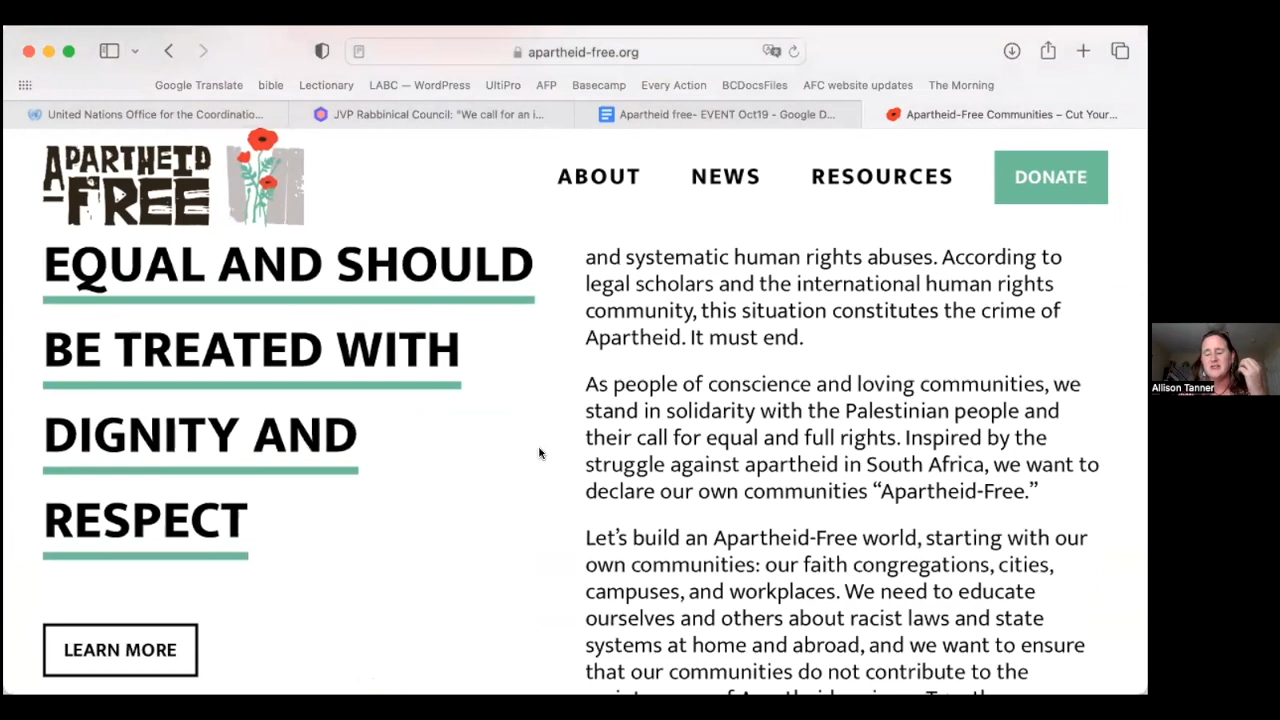 apartheid-free.org
Google Translate
bible
Lectionary
LABC — WordPress
UltiPro
AFP
Basecamp
Every Action
BCDocsFiles
AFC website updates
The Morning
United Nations Office for the Coordinatio...
JVP Rabbinical Council: "We call for an i...
Apartheid free- EVENT Oct19 - Google D...
Apartheid-Free Communities – Cut Your...
APARTHEID
-FREE
ABOUT
NEWS
RESOURCES
DONATE
EQUAL AND SHOULD
BE TREATED WITH
DIGNITY AND
RESPECT
LEARN MORE
and systematic human rights abuses. According to
legal scholars and the international human rights
community, this situation constitutes the crime of
Apartheid. It must end.
As people of conscience and loving communities, we
stand in solidarity with the Palestinian people and
their call for equal and full rights. Inspired by the
struggle against apartheid in South Africa, we want to
declare our own communities “Apartheid-Free.”
Let’s build an Apartheid-Free world, starting with our
own communities: our faith congregations, cities,
campuses, and workplaces. We need to educate
ourselves and others about racist laws and state
systems at home and abroad, and we want to ensure
that our communities do not contribute to the
Allison Tanner